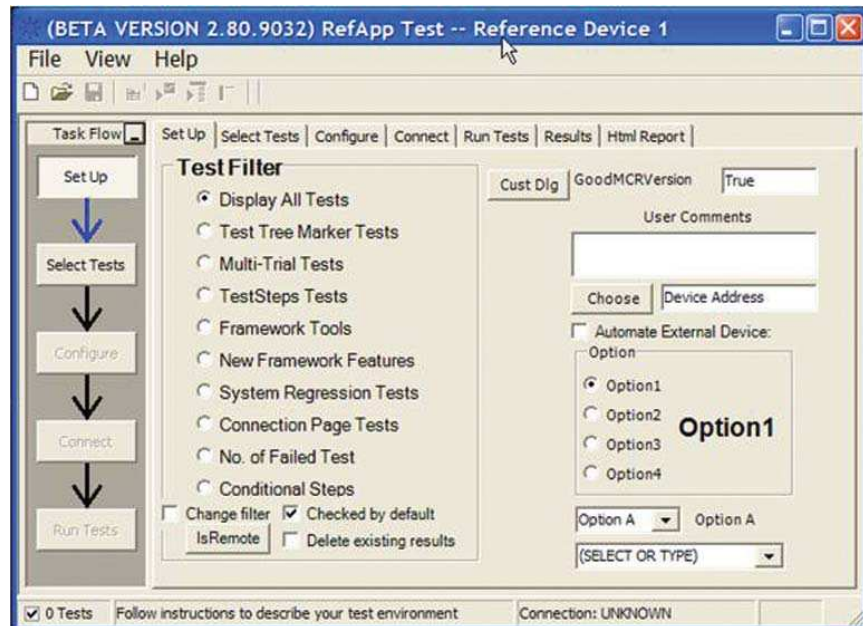 (BETA VERSION 2.80.9032) RefApp Test -- Reference Device 1
File View Help
Task Flow
Set Up
Select Tests
Configure
Connect
Run Tests
Set Up Select Tests Configure Connect Run Tests Results Html Report
Test Filter
Display All Tests
Test Tree Marker Tests
Multi-Trial Tests
TestSteps Tests
Framework Tools
New Framework Features
System Regression Tests
Connection Page Tests
No. of Failed Test
Conditional Steps
Change filter Checked by default
IsRemote Delete existing results
Cust Dlg GoodMCRVersion True
User Comments
Choose Device Address
Automate External Device:
Option
Option1
Option2
Option3
Option4
Option1
Option A Option A
(SELECT OR TYPE)
0 Tests Follow instructions to describe your test environment Connection: UNKNOWN